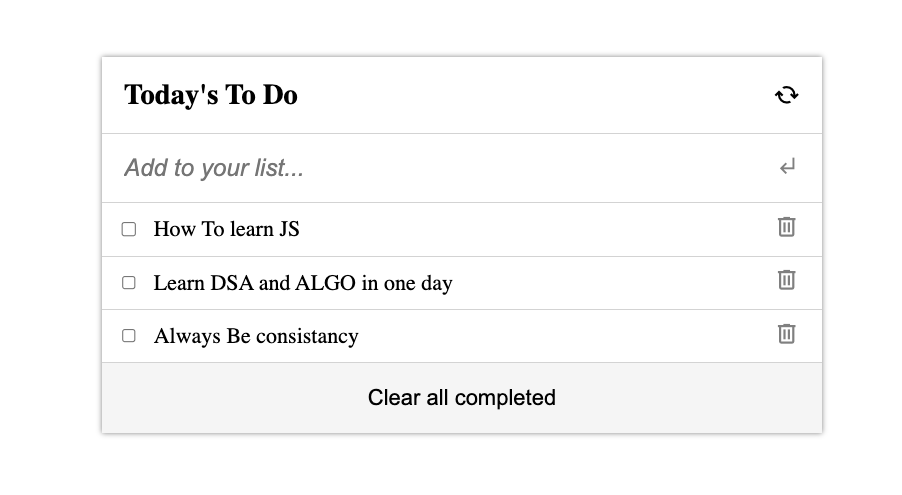 Today's To Do
Add to your list...
How To learn JS
Learn DSA and ALGO in one day
Always Be consistancy
Clear all completed